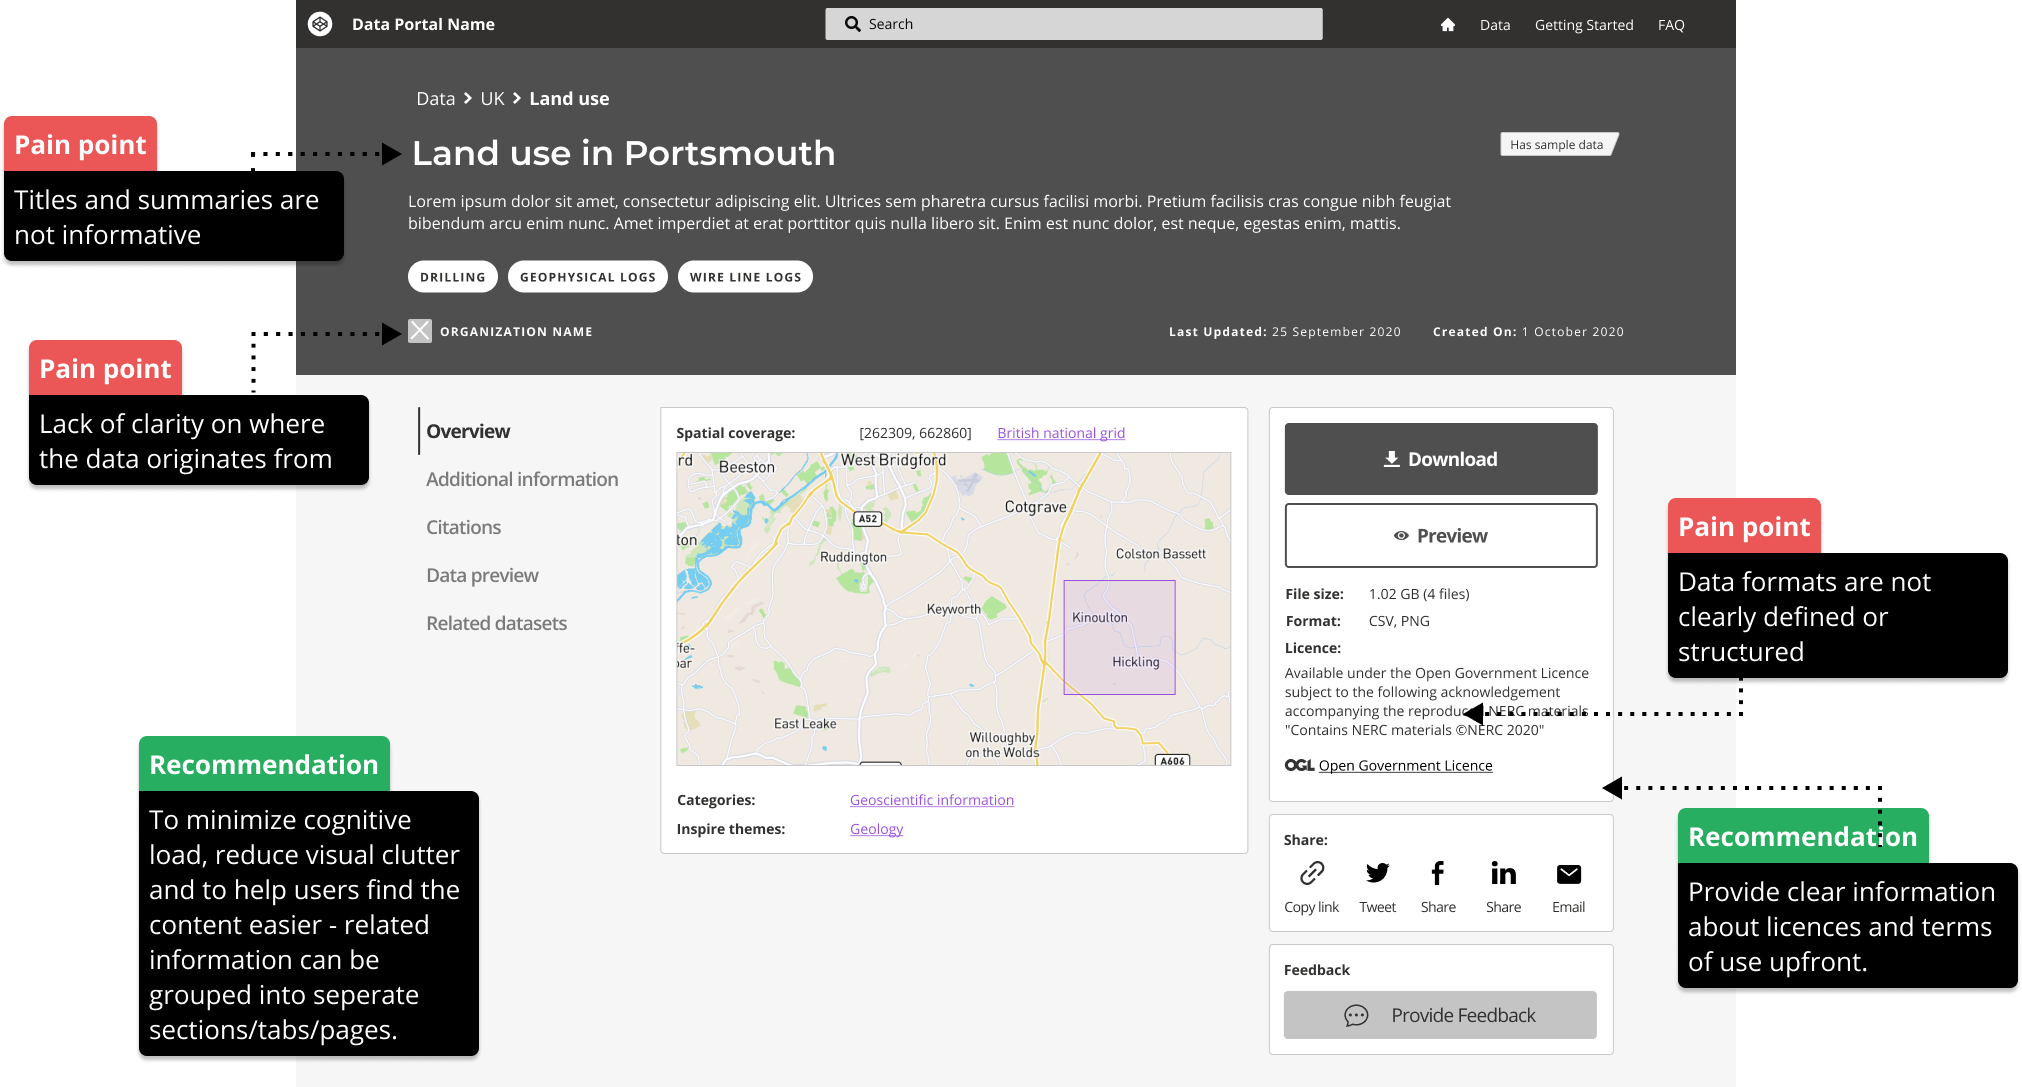 Data Portal Name
Search
Data
Getting Started
FAQ
Data > UK > Land use
Pain point
Titles and summaries are
not informative
Land use in Portsmouth
Has sample data
Lorem ipsum dolor sit amet, consectetur adipiscing elit. Ultrices sem pharetra cursus facilisi morbi. Pretium facilisis cras congue nibh feugiat
bibendum arcu enim nunc. Amet imperdiet at erat porttitor quis nulla libero sit. Enim est nunc dolor, est neque, egestas enim, mattis.
DRILLING
GEOPHYSICAL LOGS
WIRE LINE LOGS
ORGANIZATION NAME
Last Updated: 25 September 2020
Created On: 1 October 2020
Pain point
Lack of clarity on where
the data originates from
Overview
Additional information
Citations
Data preview
Related datasets
Spatial coverage:
[262309, 662860]
British national grid
rd
Beeston
West Bridgford
Cotgrave
A52
ton
Ruddington
Colston Bassett
Keyworth
Kinoulton
Hickling
ffe-
oar
East Leake
Willoughby
on the Wolds
A606
Categories:
Geoscientific information
Inspire themes:
Geology
Download
Preview
File size: 1.02 GB (4 files)
Format: CSV, PNG
Licence:
Available under the Open Government Licence
subject to the following acknowledgement
accompanying the reproduced NERC materials
"Contains NERC materials ©NERC 2020"
OGL Open Government Licence
Share:
Copy link
Tweet
Share
Share
Email
Feedback
Provide Feedback
Pain point
Data formats are not
clearly defined or
structured
Recommendation
Provide clear information
about licences and terms
of use upfront.
Recommendation
To minimize cognitive
load, reduce visual clutter
and to help users find the
content easier - related
information can be
grouped into seperate
sections/tabs/pages.